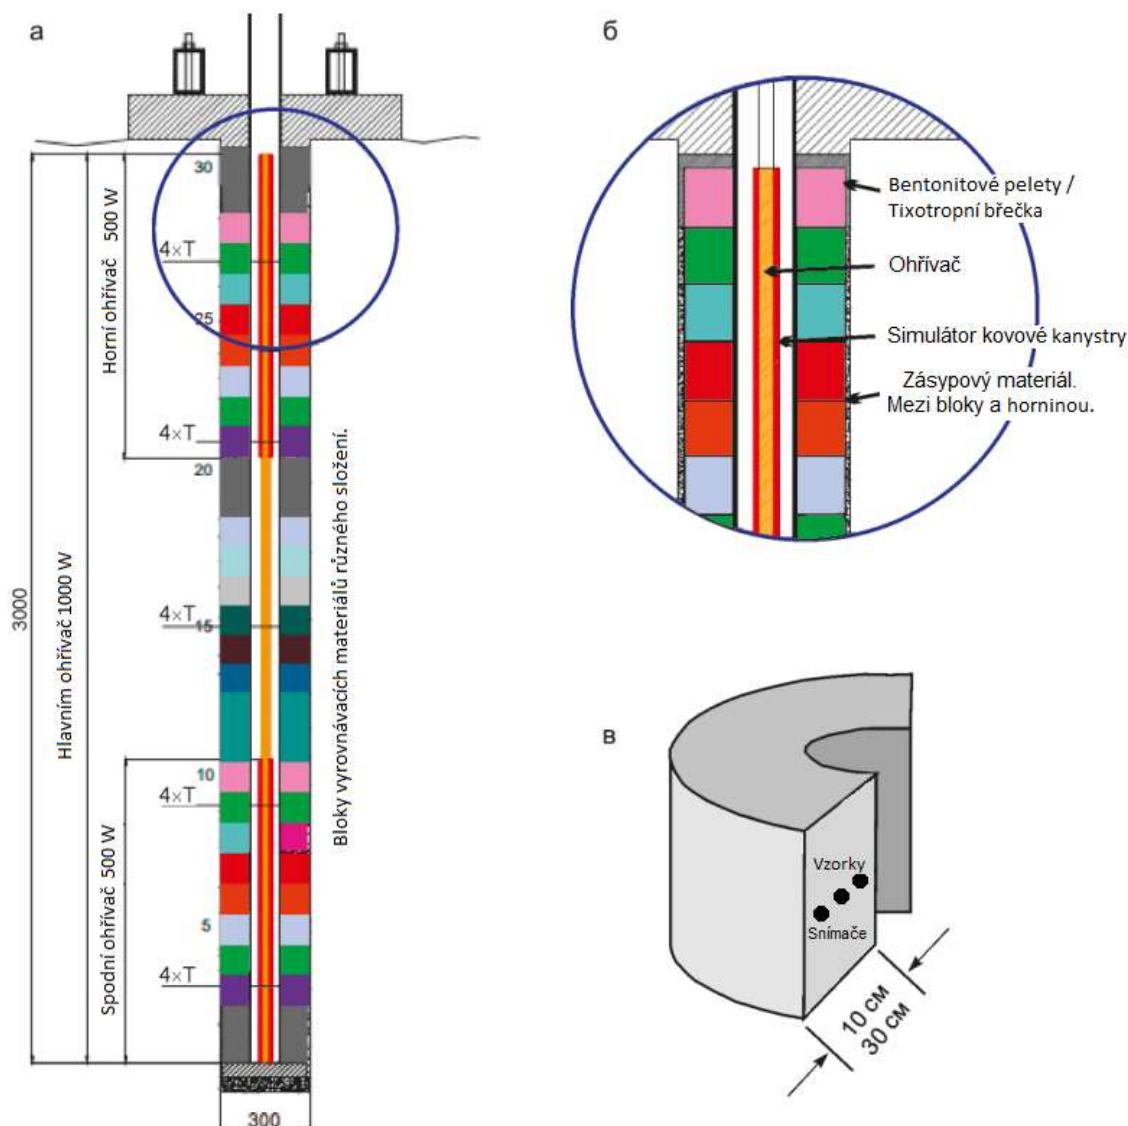 а
30
4×T
25
4×T
20
4×T
15
10
4×T
5
4×T
3000
Hlavním ohřívač 1000 W
Horní ohřívač 500 W
Spodní ohřívač 500 W
Bloky vyrovnávacích materiálů různého složení.
300
б
Bentonitové pelety /
Tixotropní břečka
Ohřívač
Simulátor kovové kanystry
Zásypový materiál.
Mezi bloky a horninou.
в
Vzorky
Snímače
10 см
30 см